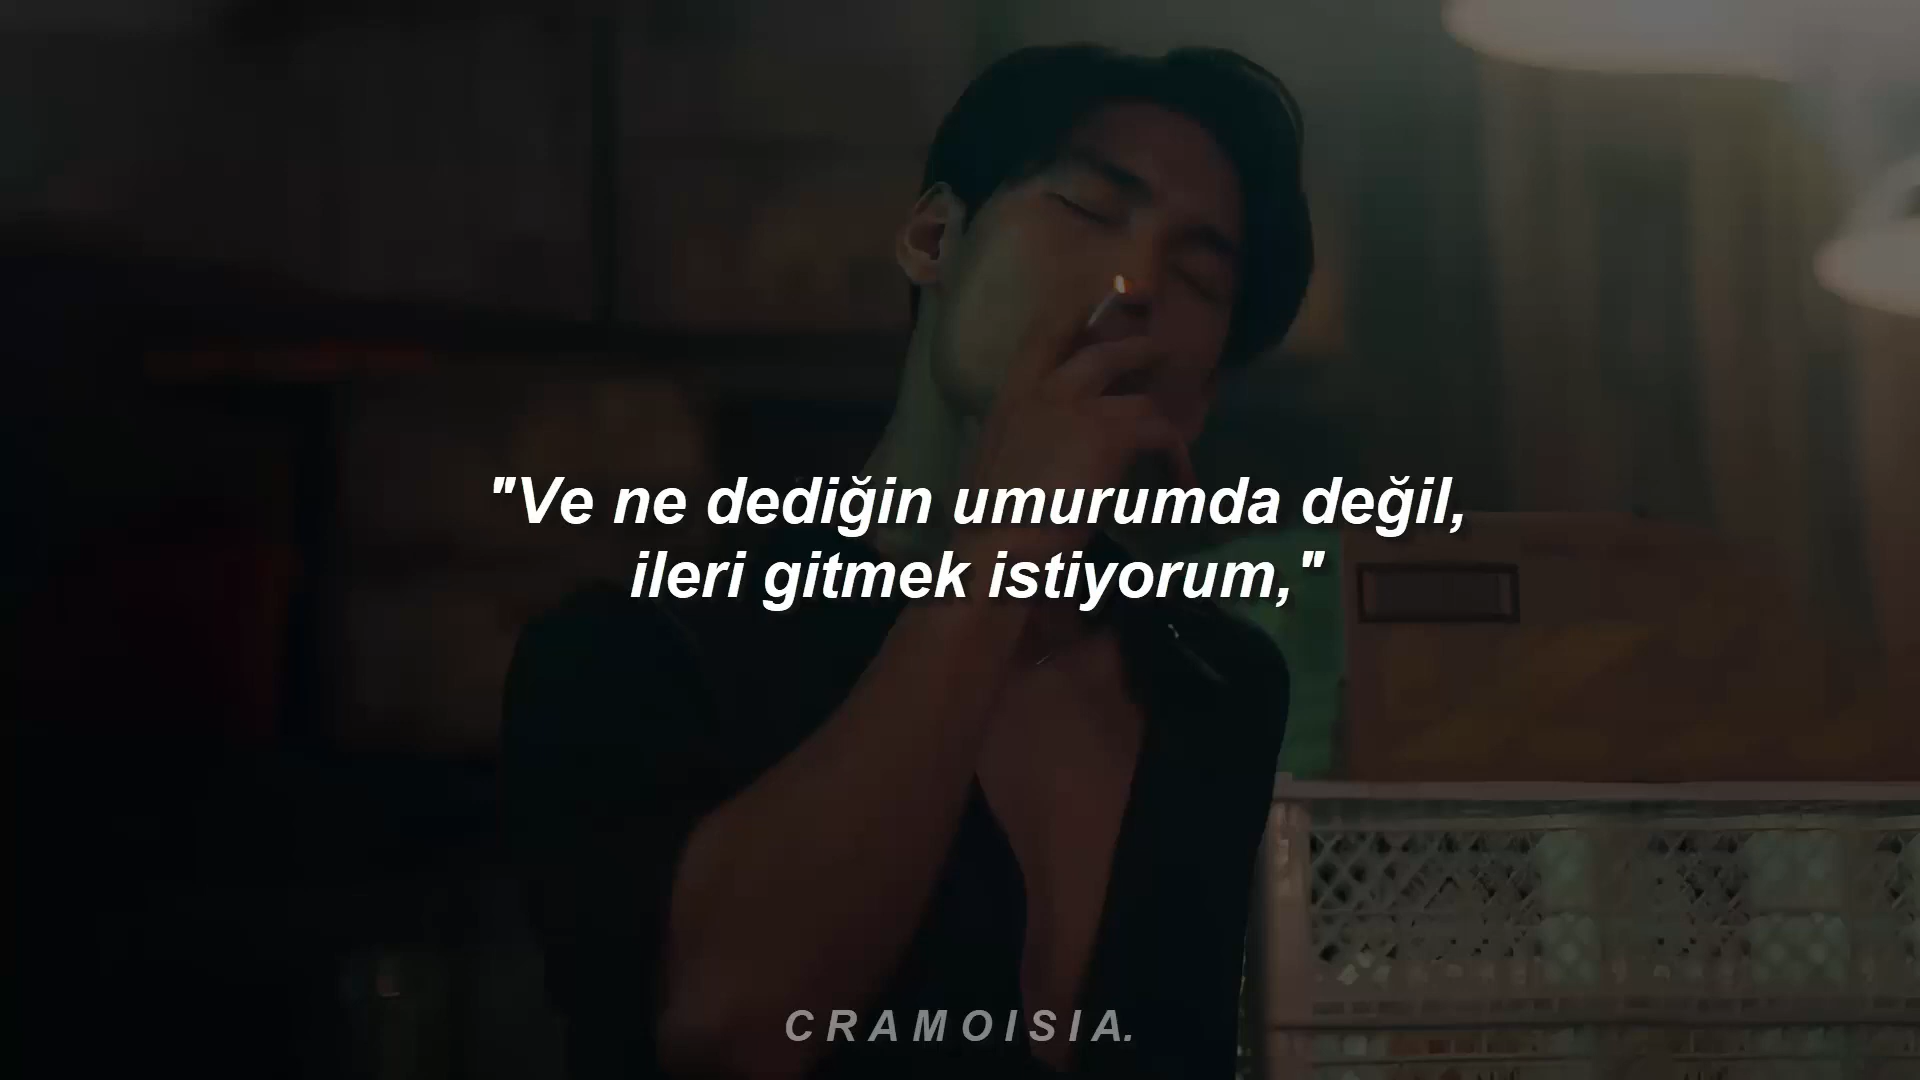 "Ve ne dediğin umurumda değil,
ileri gitmek istiyorum,"
CRAMOISIA.